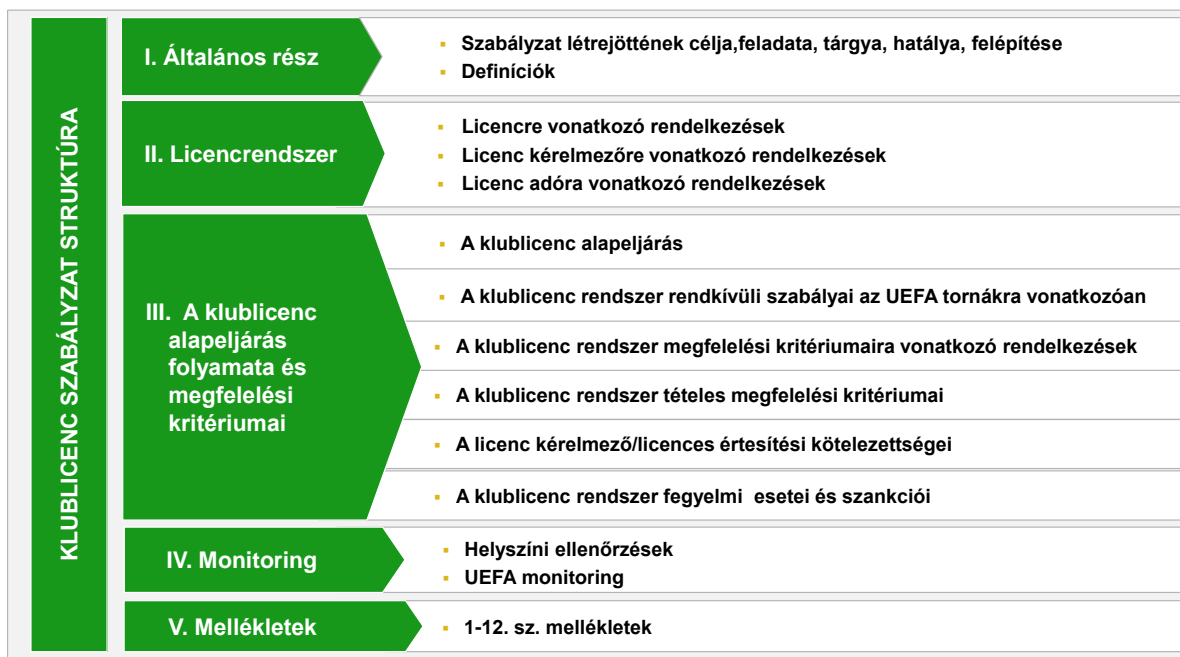 KLUBLICENC SZABÁLYZAT STRUKTÚRA
I. Általános rész
▪ Szabályzat létrejöttének célja,feladata, tárgya, hatálya, felépítése
▪ Definíciók
II. Licencrendszer
▪ Licencre vonatkozó rendelkezések
▪ Licenc kérelmezőre vonatkozó rendelkezések
▪ Licenc adóra vonatkozó rendelkezések
III. A klublicenc
alapeljárás
folyamata és
megfelelési
kritériumai
▪ A klublicenc alapeljárás
▪ A klublicenc rendszer rendkívüli szabályai az UEFA tornákra vonatkozóan
▪ A klublicenc rendszer megfelelési kritériumaira vonatkozó rendelkezések
▪ A klublicenc rendszer tételes megfelelési kritériumai
▪ A licenc kérelmező/licences értesítési kötelezettségei
▪ A klublicenc rendszer fegyelmi esetei és szankciói
IV. Monitoring
▪ Helyszíni ellenőrzések
▪ UEFA monitoring
V. Mellékletek
▪ 1-12. sz. mellékletek